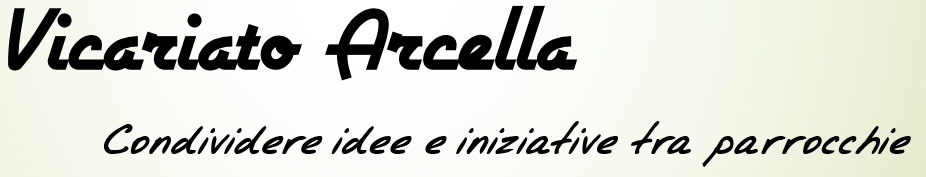 Vicariato Arcella
Condividere idee e iniziative tra parrocchie